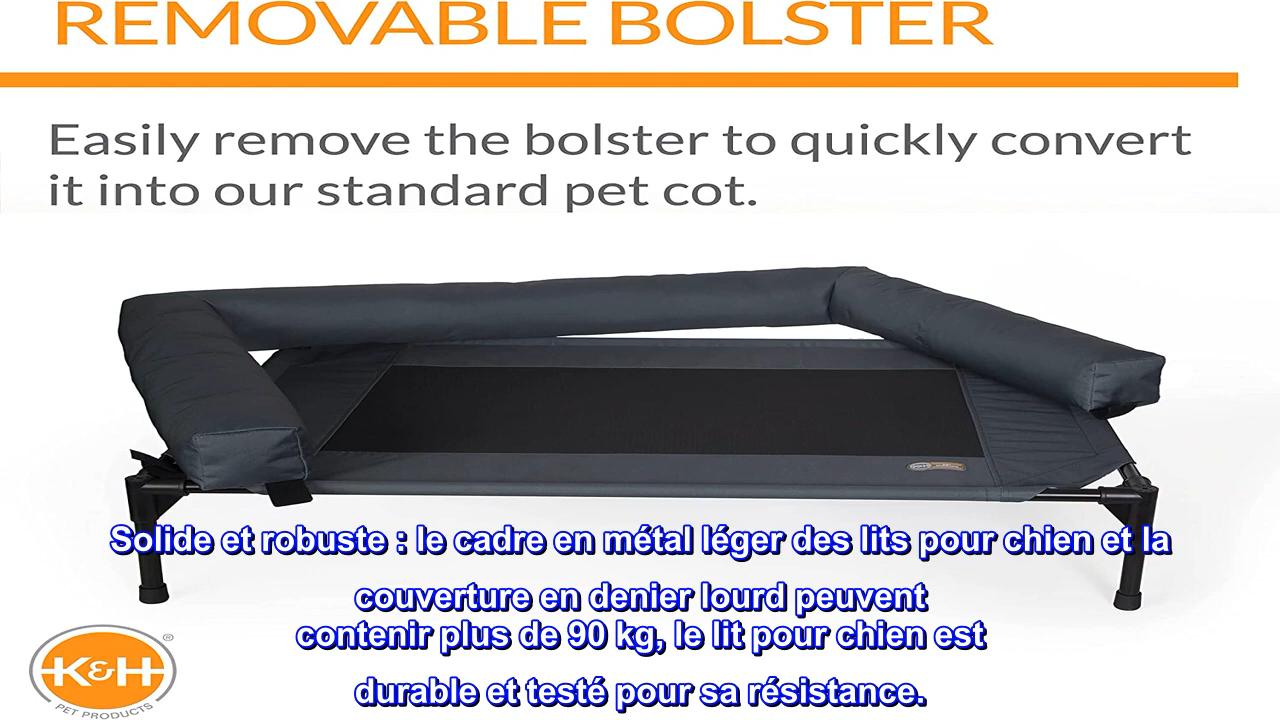 REMOVABLE BOLSTER
Easily remove the bolster to quickly convert
it into our standard pet cot.
Solide et robuste : le cadre en métal léger des lits pour chien et la
couverture en denier lourd peuvent
contenir plus de 90 kg, le lit pour chien est
durable et testé pour sa résistance.
K&H®
PET PRODUCTS